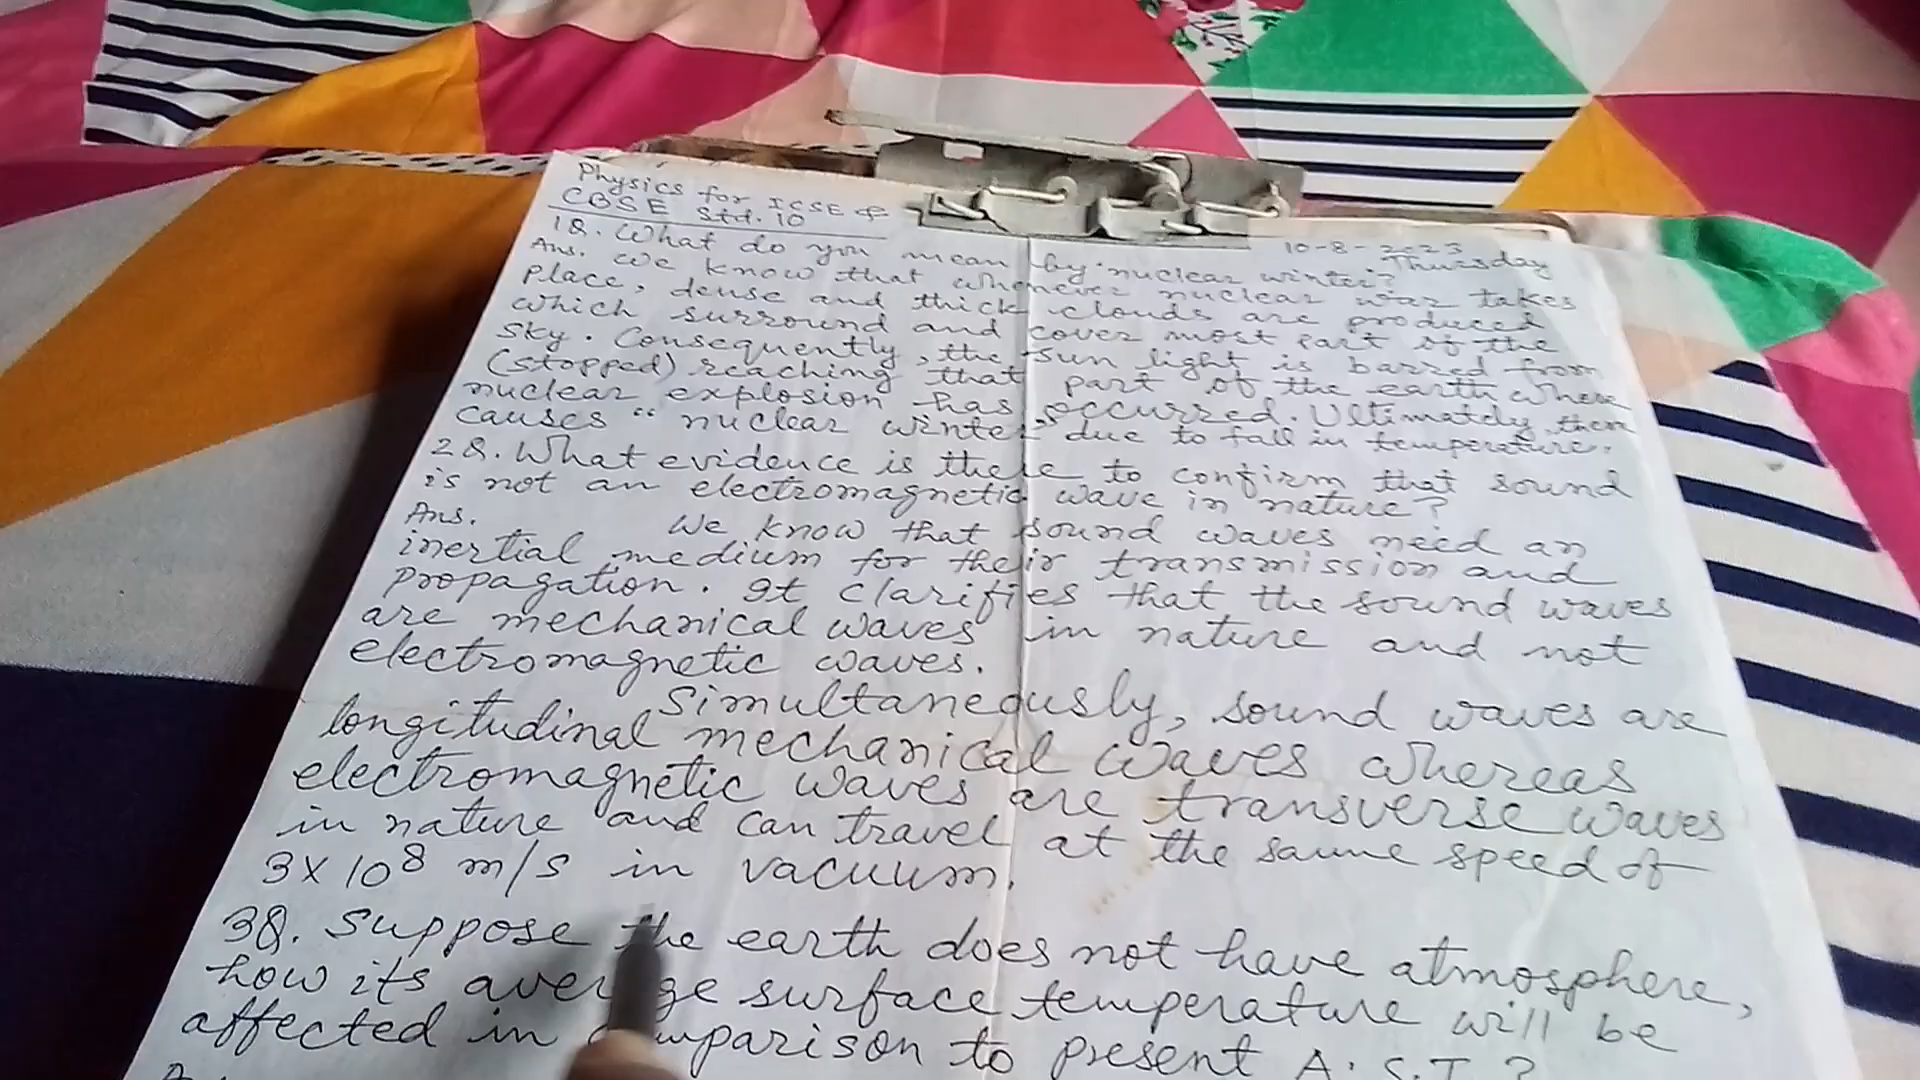 Physics for ICSE &
CBSE Std. 10
10-8-2023
Thursday
1Q. What do you mean by nuclear winter?
Ans. We know that whenever nuclear war takes
place, dense and thick clouds are produced
which surround and cover most part of the
sky. Consequently, the sun light is barred from
(stopped) reaching that part of the earth where
nuclear explosion has occurred. Ultimately, then
causes "nuclear winter" due to fall in temperature.
2Q. What evidence is there to confirm that sound
is not an electromagnetic wave in nature?
Ans. We know that sound waves need an
inertial medium for their transmission and
propagation. It clarifies that the sound waves
are mechanical waves in nature and not
electromagnetic waves.
Simultaneously, sound waves are
longitudinal mechanical waves whereas
electromagnetic waves are transverse waves
in nature and can travel at the same speed of
3 x 10⁸ m/s in vacuum.
3Q. Suppose the earth does not have atmosphere,
how its average surface temperature will be
affected in comparison to present A.S.T?